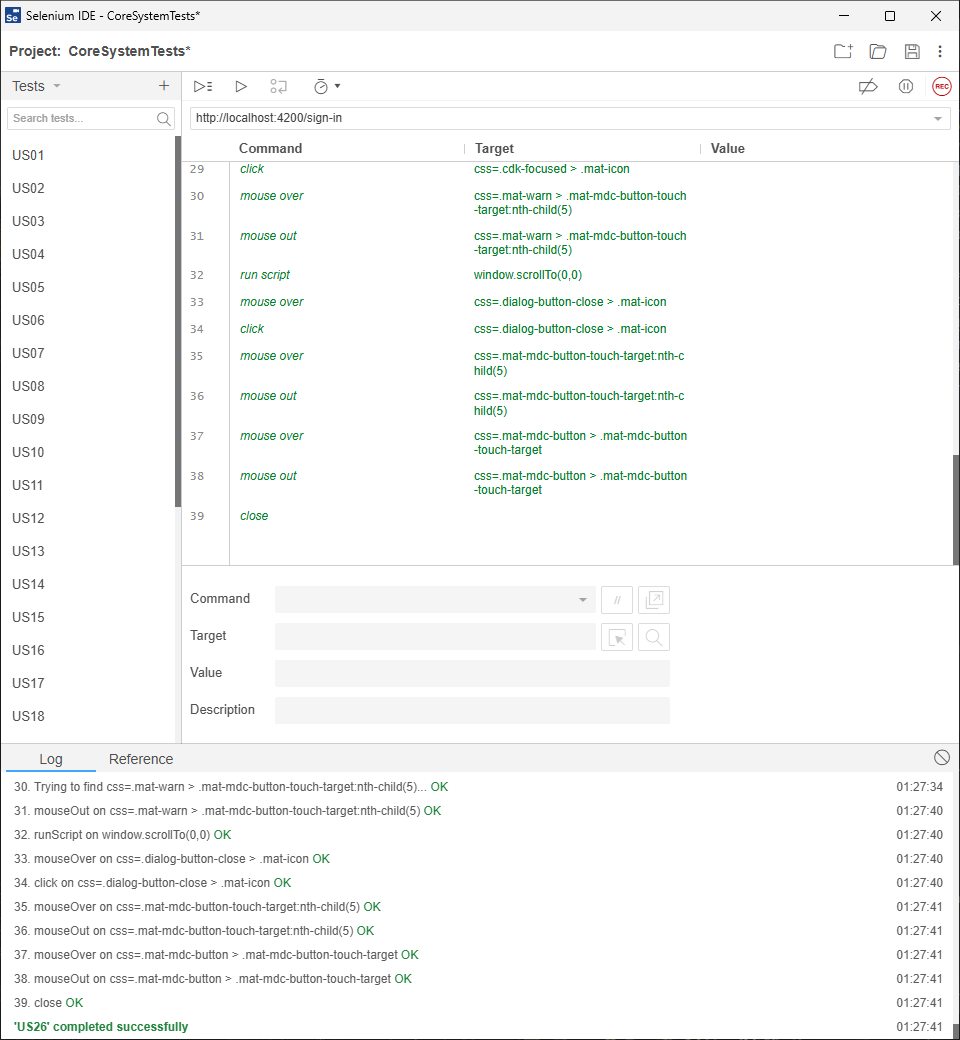 Se Selenium IDE - CoreSystemTests*
Project: CoreSystemTests*
Tests
REC
Search tests...
http://localhost:4200/sign-in
Command Target Value
US01
US02
US03
US04
US05
US06
US07
US08
US09
US10
US11
US12
US13
US14
US15
US16
US17
US18
29 click css=.cdk-focused > .mat-icon
30 mouse over css=.mat-warn > .mat-mdc-button-touch
-target:nth-child(5)
31 mouse out css=.mat-warn > .mat-mdc-button-touch
-target:nth-child(5)
32 run script window.scrollTo(0,0)
33 mouse over css=.dialog-button-close > .mat-icon
34 click css=.dialog-button-close > .mat-icon
35 mouse over css=.mat-mdc-button-touch-target:nth-c
hild(5)
36 mouse out css=.mat-mdc-button-touch-target:nth-c
hild(5)
37 mouse over css=.mat-mdc-button > .mat-mdc-button
-touch-target
38 mouse out css=.mat-mdc-button > .mat-mdc-button
-touch-target
39 close
Command //
Target
Value
Description
Log Reference
30. Trying to find css=.mat-warn > .mat-mdc-button-touch-target:nth-child(5)... OK 01:27:34
31. mouseOut on css=.mat-warn > .mat-mdc-button-touch-target:nth-child(5) OK 01:27:40
32. runScript on window.scrollTo(0,0) OK 01:27:40
33. mouseOver on css=.dialog-button-close > .mat-icon OK 01:27:40
34. click on css=.dialog-button-close > .mat-icon OK 01:27:40
35. mouseOver on css=.mat-mdc-button-touch-target:nth-child(5) OK 01:27:41
36. mouseOut on css=.mat-mdc-button-touch-target:nth-child(5) OK 01:27:41
37. mouseOver on css=.mat-mdc-button > .mat-mdc-button-touch-target OK 01:27:41
38. mouseOut on css=.mat-mdc-button > .mat-mdc-button-touch-target OK 01:27:41
39. close OK 01:27:41
'US26' completed successfully 01:27:41